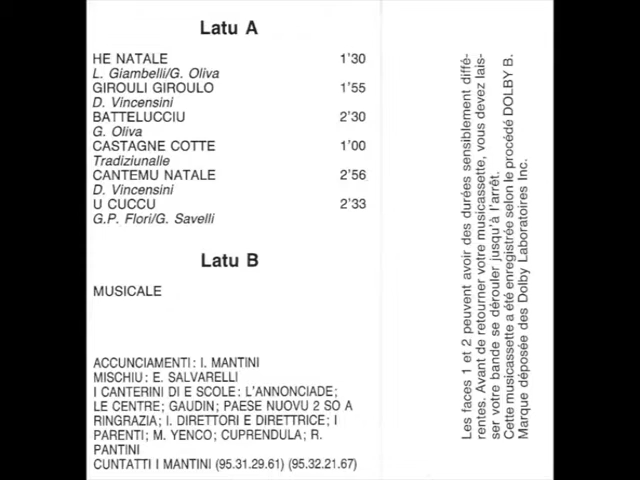 Latu A
HE NATALE 1'30
L. Giambelli/G. Oliva
GIROULI GIROULO 1'55
D. Vincensini
BATTELUCCIU 2'30
G. Oliva
CASTAGNE COTTE 1'00
Tradiziunalle
CANTEMU NATALE 2'56
D. Vincensini
U CUCCU 2'33
G.P. Flori/G. Savelli
Latu B
MUSICALE
ACCUNCIAMENTI : I. MANTINI
MISCHIU : E. SALVARELLI
I CANTERINI DI E SCOLE : L'ANNONCIADE ;
LE CENTRE ; GAUDIN ; PAESE NUOVU 2 SO A
RINGRAZIA ; I. DIRETTORI E DIRETTRICE ; I
PARENTI ; M. YENCO ; CUPRENDULA ; R.
PANTINI
CUNTATTI I MANTINI (95.31.29.61) (95.32.21.67)
Les faces 1 et 2 peuvent avoir des durées sensiblement diffé-
rentes. Avant de retourner votre musicassette, vous devez lais-
ser votre bande se dérouler jusqu'à l'arrêt.
Cette musicassette a été enregistrée selon le procédé DOLBY B.
Marque déposée des Dolby Laboratoires Inc.